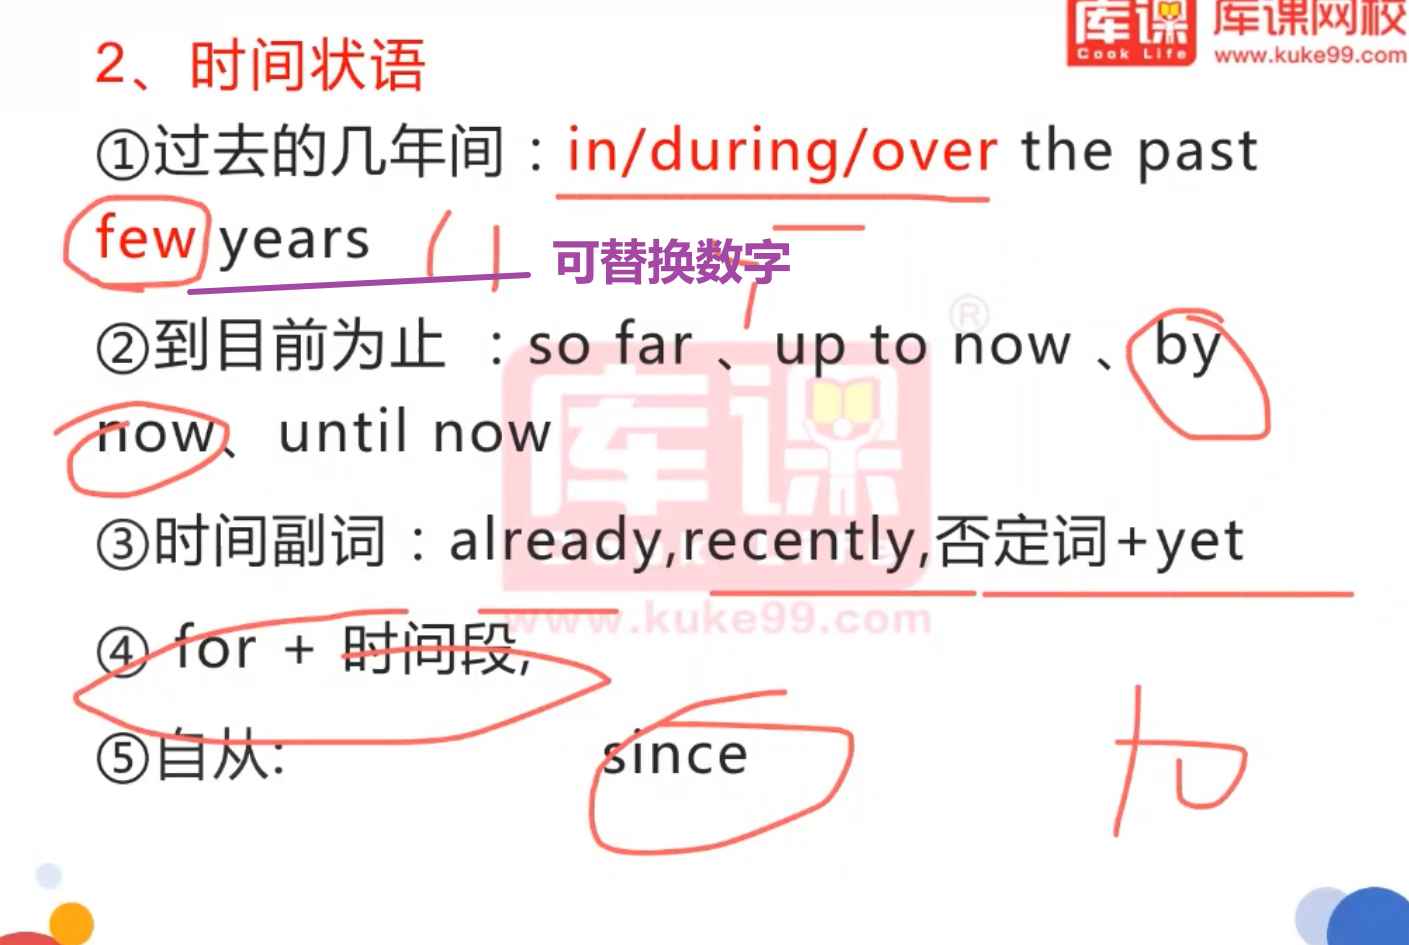 库课 库课网校
Cook Life www.kuke99.com
2、时间状语
①过去的几年间：in/during/over the past
few years
可替换数字
②到目前为止 ：so far 、up to now 、by
®
now、until now
库课
③时间副词：already,recently,否定词+yet
www.kuke99.com
④ for + 时间段,
⑤自从: since